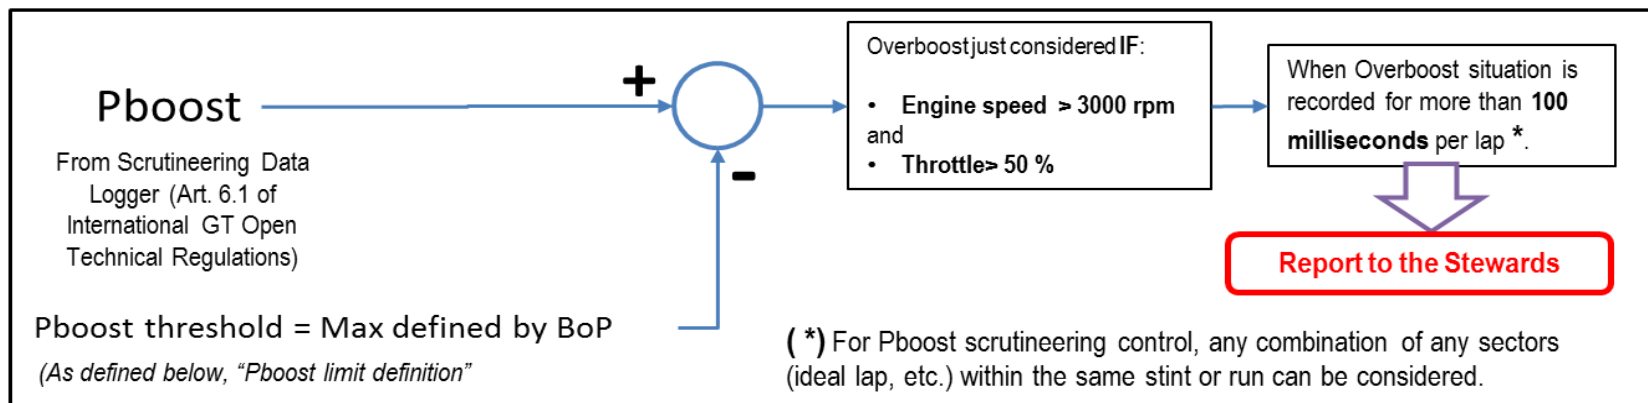 Pboost
From Scrutineering Data
Logger (Art. 6.1 of
International GT Open
Technical Regulations)
Pboost threshold = Max defined by BoP
(As defined below, “Pboost limit definition”
+
-
Overboost just considered IF:
• Engine speed > 3000 rpm
and
• Throttle> 50 %
When Overboost situation is
recorded for more than 100
milliseconds per lap *.
Report to the Stewards
( *) For Pboost scrutineering control, any combination of any sectors
(ideal lap, etc.) within the same stint or run can be considered.